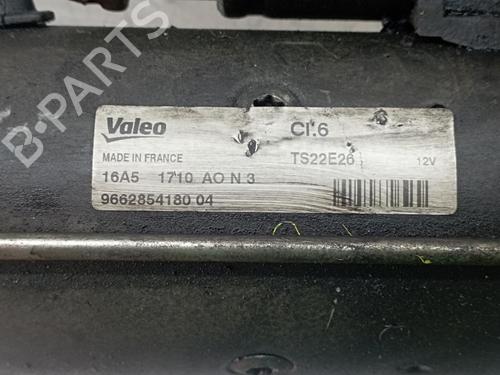 B-PARTS
Valeo
Cl.6
MADE IN FRANCE
TS22E26
12V
16A5 1710 AO N 3
9662854180 04